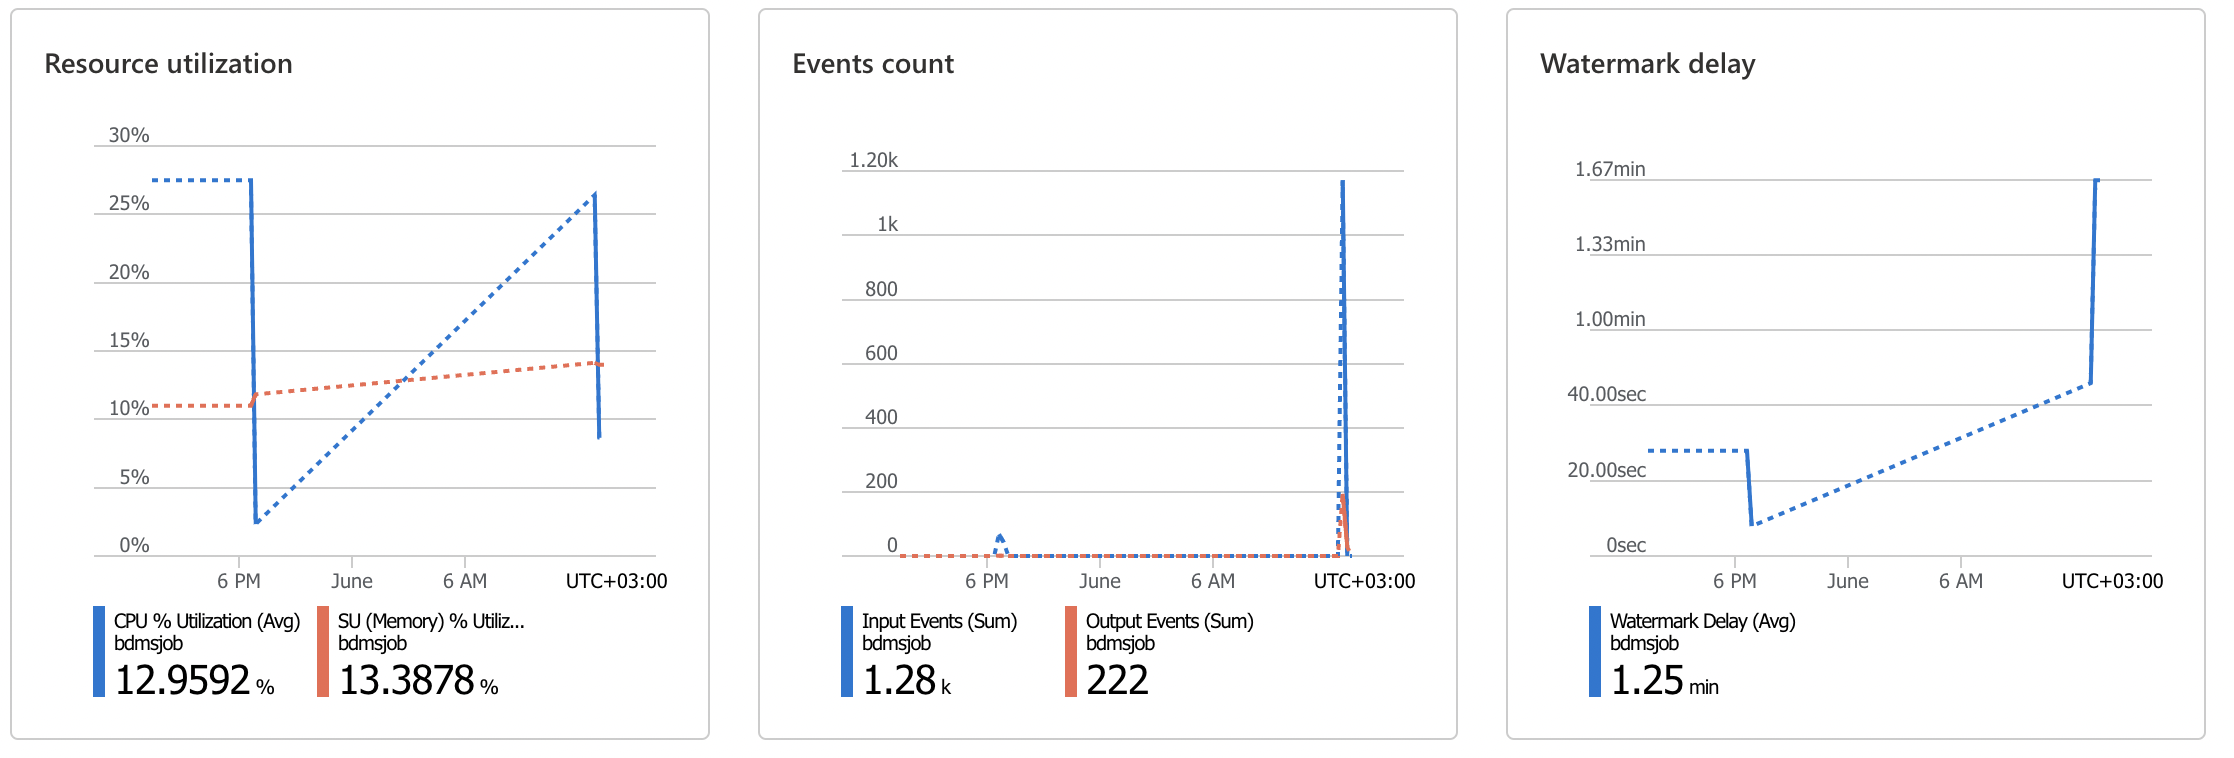 Resource utilization
30%
25%
20%
15%
10%
5%
0%
6 PM
June
6 AM
UTC+03:00
CPU % Utilization (Avg)
bdmsjob
12.9592 %
SU (Memory) % Utiliz...
bdmsjob
13.3878 %
Events count
1.20k
1k
800
600
400
200
0
6 PM
June
6 AM
UTC+03:00
Input Events (Sum)
bdmsjob
1.28 k
Output Events (Sum)
bdmsjob
222
Watermark delay
1.67min
1.33min
1.00min
40.00sec
20.00sec
0sec
6 PM
June
6 AM
UTC+03:00
Watermark Delay (Avg)
bdmsjob
1.25 min